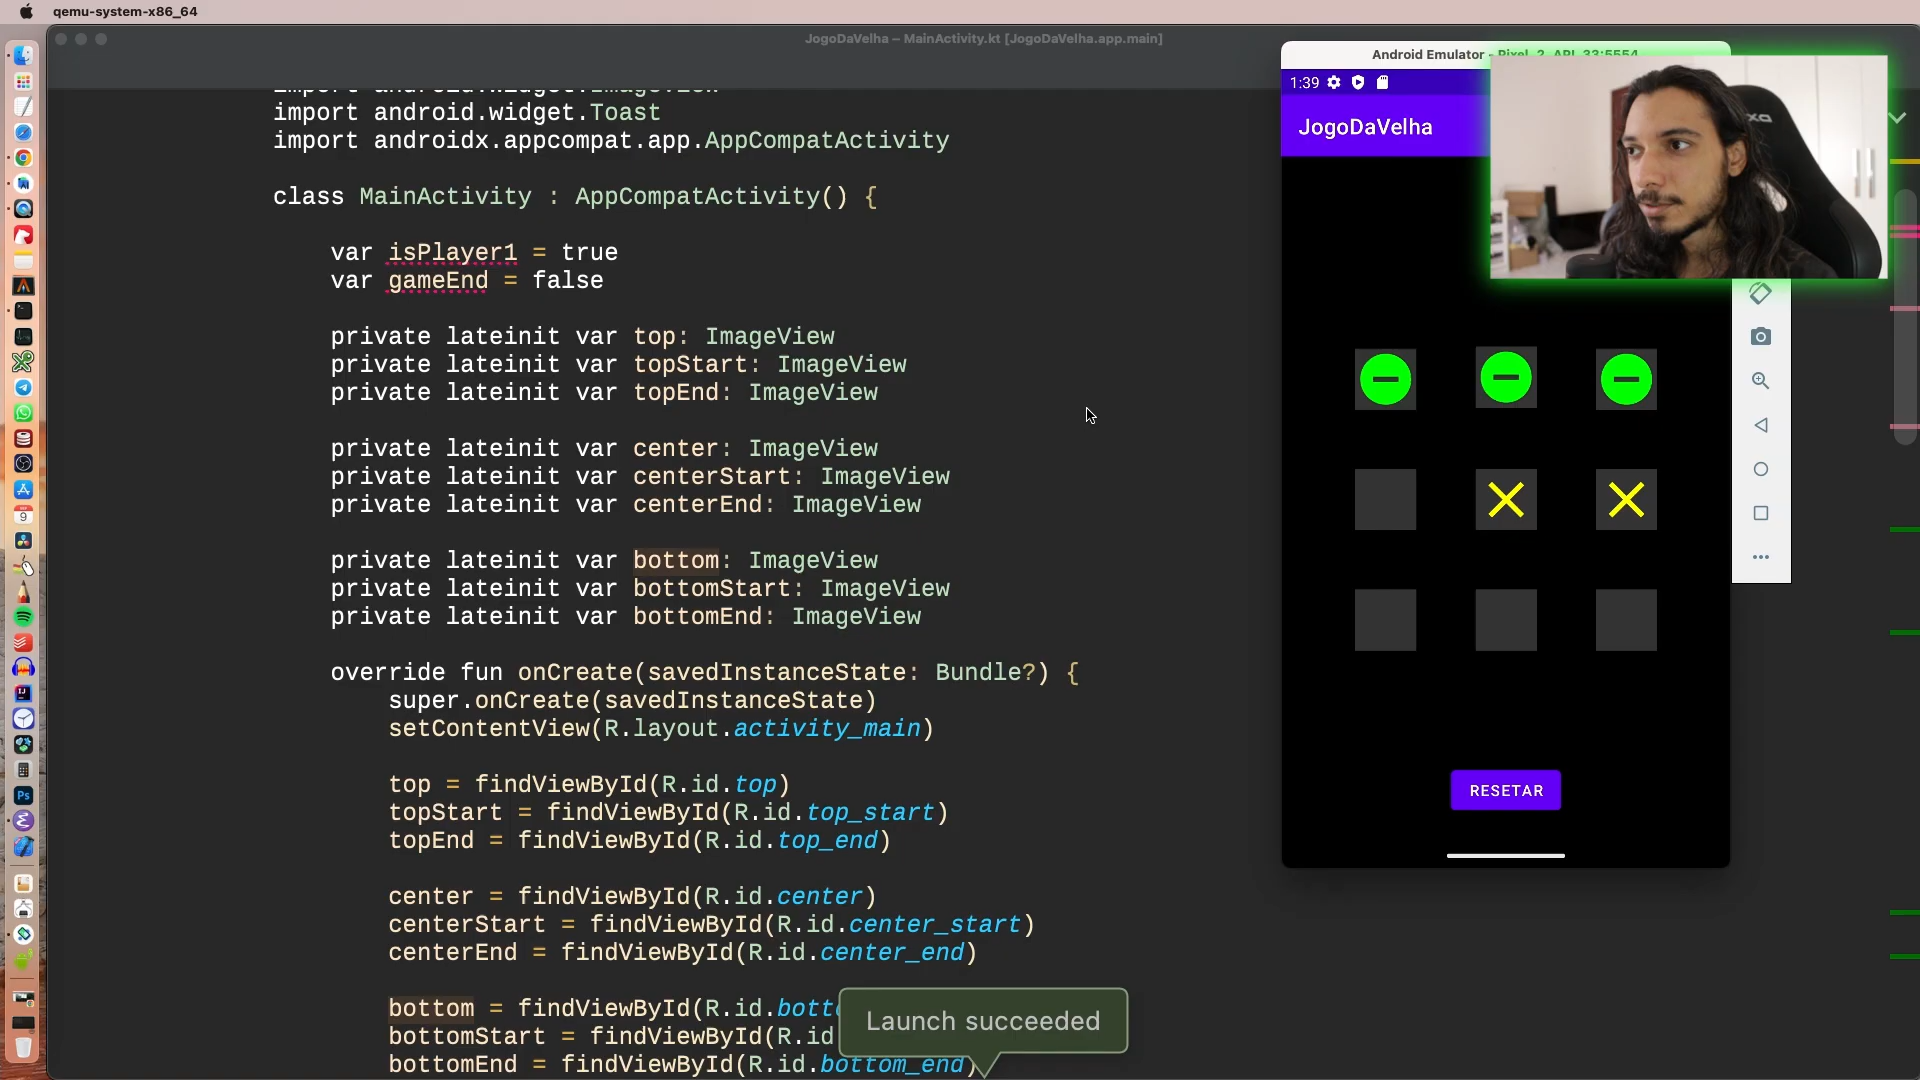 qemu-system-x86_64
JogoDaVelha – MainActivity.kt [JogoDaVelha.app.main]
import android.widget.ImageView
import android.widget.Toast
import androidx.appcompat.app.AppCompatActivity
class MainActivity : AppCompatActivity() {
var isPlayer1 = true
var gameEnd = false
private lateinit var top: ImageView
private lateinit var topStart: ImageView
private lateinit var topEnd: ImageView
private lateinit var center: ImageView
private lateinit var centerStart: ImageView
private lateinit var centerEnd: ImageView
private lateinit var bottom: ImageView
private lateinit var bottomStart: ImageView
private lateinit var bottomEnd: ImageView
override fun onCreate(savedInstanceState: Bundle?) {
super.onCreate(savedInstanceState)
setContentView(R.layout.activity_main)
top = findViewById(R.id.top)
topStart = findViewById(R.id.top_start)
topEnd = findViewById(R.id.top_end)
center = findViewById(R.id.center)
centerStart = findViewById(R.id.center_start)
centerEnd = findViewById(R.id.center_end)
bottom = findViewById(R.id.bott
bottomStart = findViewById(R.id
bottomEnd = findViewById(R.id.bottom_end)
Launch succeeded
Android Emulator - Pixel_2_API_33:5554
1:39
JogoDaVelha
RESETAR